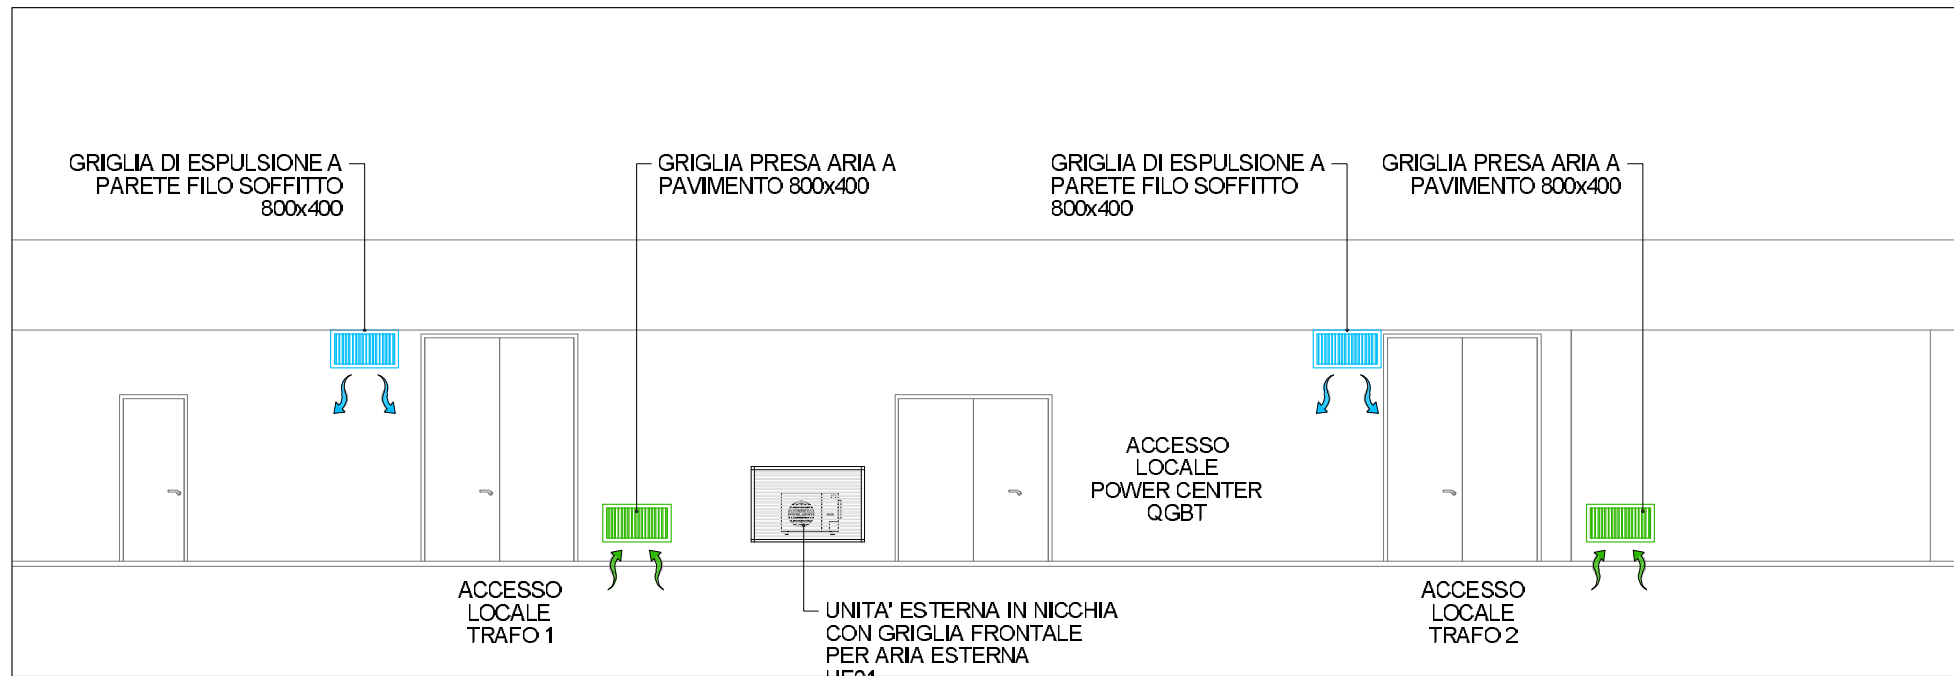 GRIGLIA DI ESPULSIONE A
PARETE FILO SOFFITTO
800x400
GRIGLIA PRESA ARIA A
PAVIMENTO 800x400
GRIGLIA DI ESPULSIONE A
PARETE FILO SOFFITTO
800x400
GRIGLIA PRESA ARIA A
PAVIMENTO 800x400
ACCESSO
LOCALE
POWER CENTER
QGBT
ACCESSO
LOCALE
TRAFO 1
UNITA' ESTERNA IN NICCHIA
CON GRIGLIA FRONTALE
PER ARIA ESTERNA
ACCESSO
LOCALE
TRAFO 2